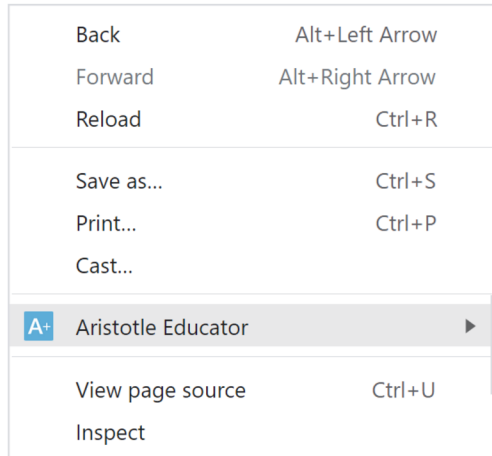 Back Alt+Left Arrow
Forward Alt+Right Arrow
Reload Ctrl+R
Save as... Ctrl+S
Print... Ctrl+P
Cast...
A+ Aristotle Educator
View page source Ctrl+U
Inspect